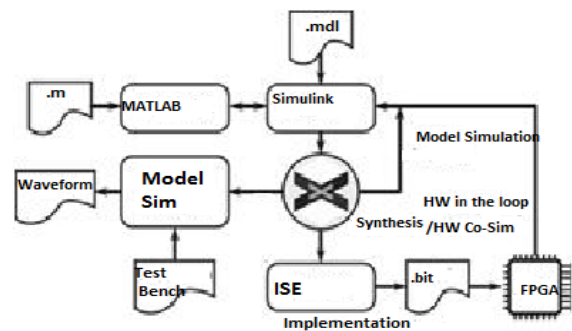 .mdl
.m
MATLAB
Simulink
Model Simulation
Waveform
Model
Sim
Synthesis
HW in the loop
/HW Co-Sim
Test
Bench
ISE
.bit
FPGA
Implementation